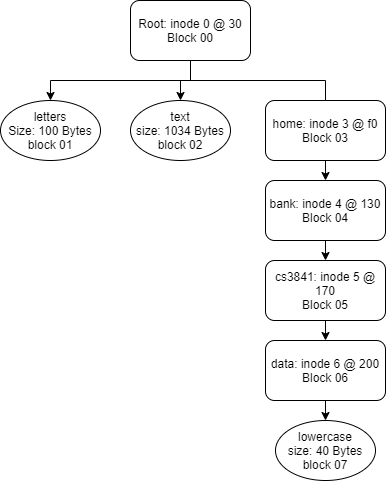 Root: inode 0 @ 30
Block 00
letters
Size: 100 Bytes
block 01
text
size: 1034 Bytes
block 02
home: inode 3 @ f0
Block 03
bank: inode 4 @ 130
Block 04
cs3841: inode 5 @
170
Block 05
data: inode 6 @ 200
Block 06
lowercase
size: 40 Bytes
block 07